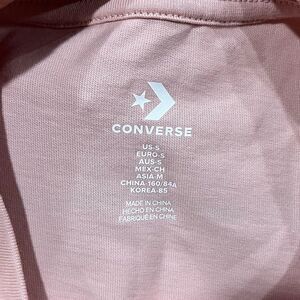 CONVERSE
US-S
EURO-S
AUS-S
MEX-CH
ASIA-M
CHINA-160/84A
KOREA-85
MADE IN CHINA
HECHO EN CHINA
FABRIQUÉ EN CHINE